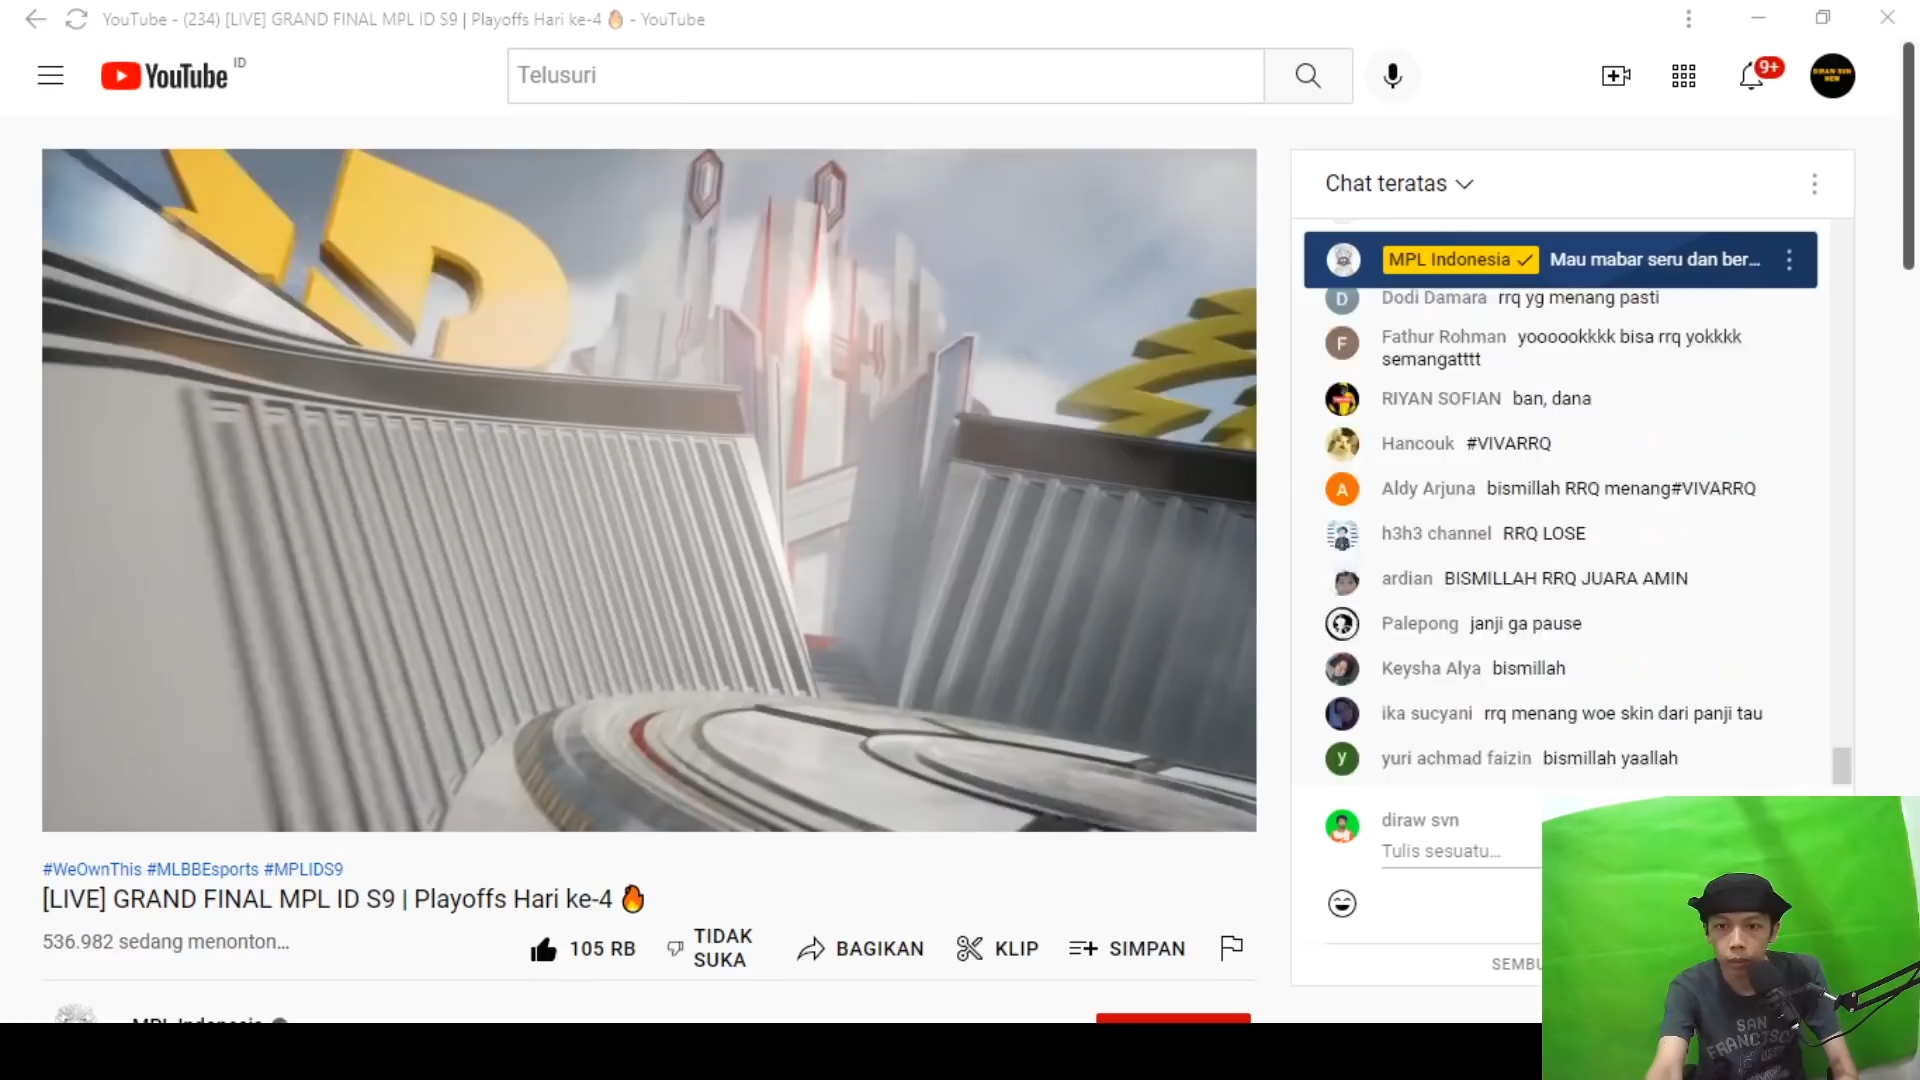 YouTube - (234) [LIVE] GRAND FINAL MPL ID S9 | Playoffs Hari ke-4 🔥 - YouTube
YouTube ID
Telusuri
9+
Chat teratas
MPL Indonesia Mau mabar seru dan ber...
D Dodi Damara rrq yg menang pasti
F Fathur Rohman yoooookkkk bisa rrq yokkkk
semangatttt
RIYAN SOFIAN ban, dana
Hancouk #VIVARRQ
A Aldy Arjuna bismillah RRQ menang#VIVARRQ
h3h3 channel RRQ LOSE
ardian BISMILLAH RRQ JUARA AMIN
Palepong janji ga pause
Keysha Alya bismillah
ika sucyani rrq menang woe skin dari panji tau
y yuri achmad faizin bismillah yaallah
diraw svn
Tulis sesuatu...
SEMBU
#WeOwnThis #MLBBEsports #MPLIDS9
[LIVE] GRAND FINAL MPL ID S9 | Playoffs Hari ke-4 🔥
536.982 sedang menonton...
105 RB
TIDAK
SUKA
BAGIKAN
KLIP
SIMPAN
MPL Indonesia
SAN
FRANCISC